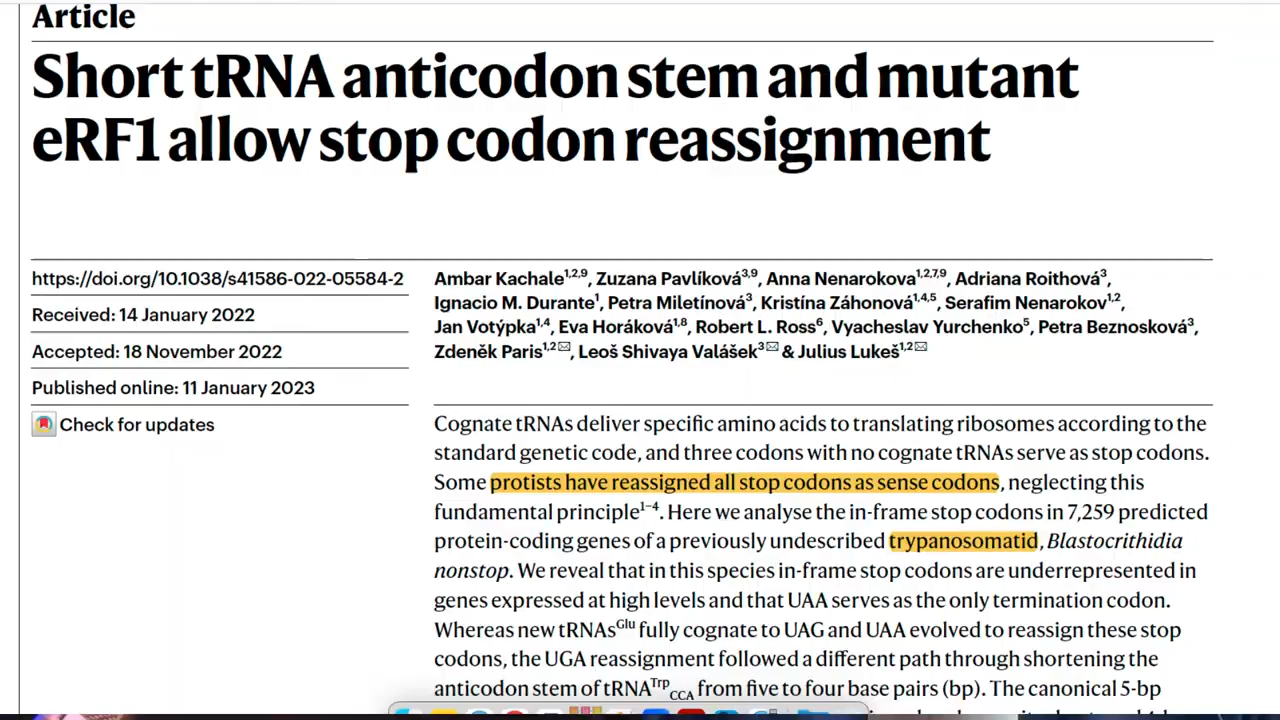 Article
Short tRNA anticodon stem and mutant
eRF1 allow stop codon reassignment
https://doi.org/10.1038/s41586-022-05584-2
Received: 14 January 2022
Accepted: 18 November 2022
Published online: 11 January 2023
Check for updates
Ambar Kachale1,2,9, Zuzana Pavlíková3,9, Anna Nenarokova1,2,7,9, Adriana Roithová3,
Ignacio M. Durante1, Petra Miletínová3, Kristína Záhonová1,4,5, Serafim Nenarokov1,2,
Jan Votýpka1,4, Eva Horáková1,8, Robert L. Ross6, Vyacheslav Yurchenko5, Petra Beznosková3,
Zdeněk Paris1,2✉, Leoš Shivaya Valášek3✉ & Julius Lukeš1,2✉
Cognate tRNAs deliver specific amino acids to translating ribosomes according to the
standard genetic code, and three codons with no cognate tRNAs serve as stop codons.
Some protists have reassigned all stop codons as sense codons, neglecting this
fundamental principle1–4. Here we analyse the in-frame stop codons in 7,259 predicted
protein-coding genes of a previously undescribed trypanosomatid, Blastocrithidia
nonstop. We reveal that in this species in-frame stop codons are underrepresented in
genes expressed at high levels and that UAA serves as the only termination codon.
Whereas new tRNAsGlu fully cognate to UAG and UAA evolved to reassign these stop
codons, the UGA reassignment followed a different path through shortening the
anticodon stem of tRNATrpCCA from five to four base pairs (bp). The canonical 5-bp